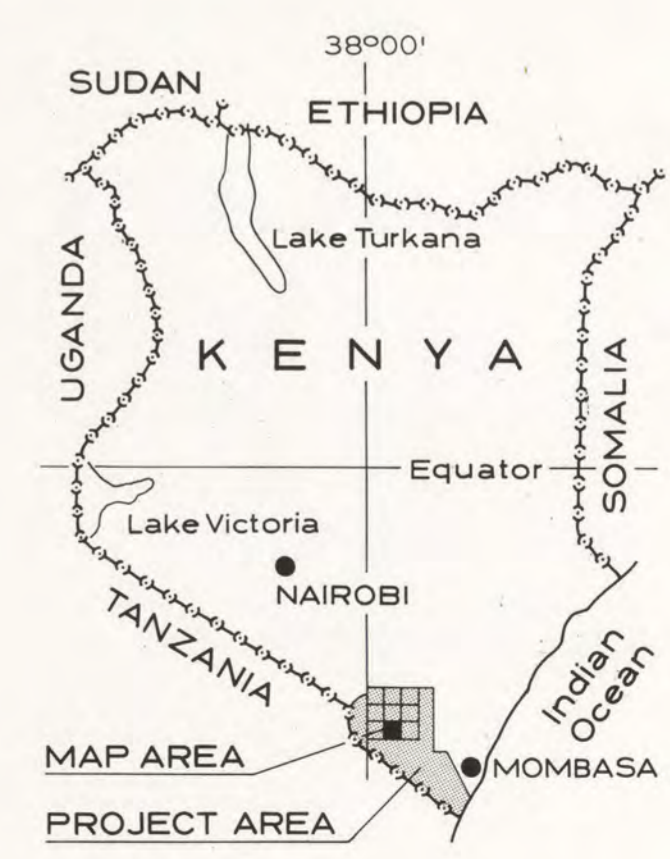 38°00'
SUDAN
ETHIOPIA
Lake Turkana
UGANDA
KENYA
SOMALIA
Equator
Lake Victoria
NAIROBI
TANZANIA
Indian
Ocean
MAP AREA
MOMBASA
PROJECT AREA